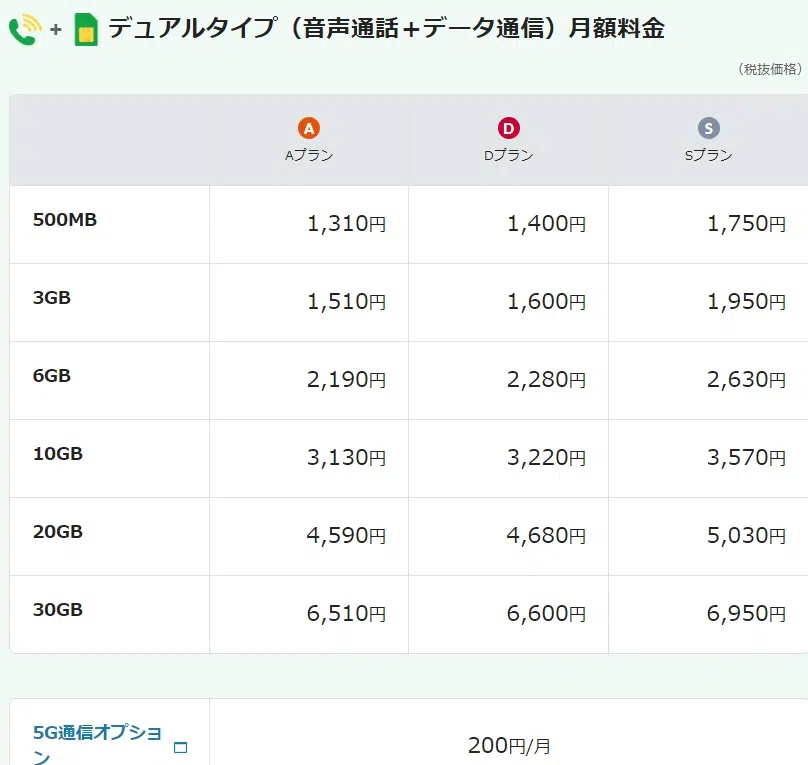 + デュアルタイプ（音声通話＋データ通信）月額料金
（税抜価格）
A D S
Aプラン Dプラン Sプラン
500MB 1,310円 1,400円 1,750円
3GB 1,510円 1,600円 1,950円
6GB 2,190円 2,280円 2,630円
10GB 3,130円 3,220円 3,570円
20GB 4,590円 4,680円 5,030円
30GB 6,510円 6,600円 6,950円
5G通信オプショ
ン
200円/月